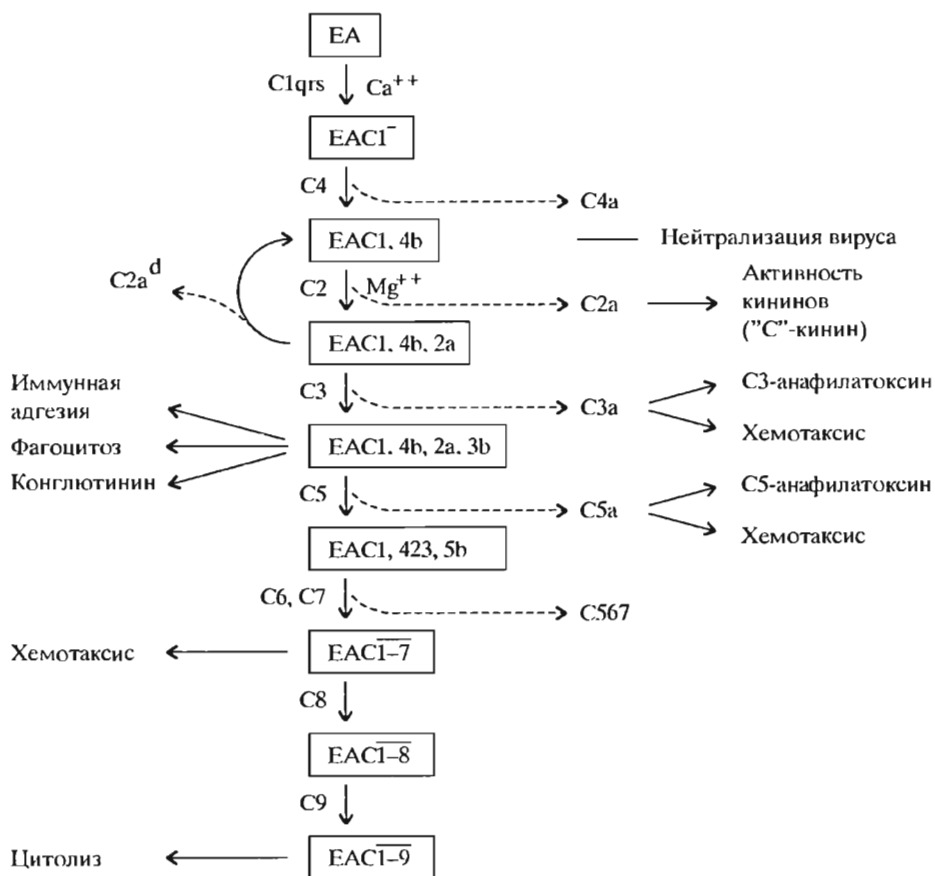 EA
C1qrs Ca⁺⁺
EAC1⁻
C4
C4a
EAC1, 4b
Нейтрализация вируса
C2a^d
C2 Mg⁺⁺
C2a
Активность
кининов
("C"-кинин)
EAC1, 4b, 2a
C3
C3a
C3-анафилатоксин
Хемотаксис
Иммунная
адгезия
Фагоцитоз
Конглютинин
EAC1. 4b, 2a. 3b
C5
C5a
C5-анафилатоксин
Хемотаксис
EAC1, 423, 5b
C6, C7
C567
Хемотаксис
EAC1–7
C8
EAC1–8
C9
Цитолиз
EAC1–9